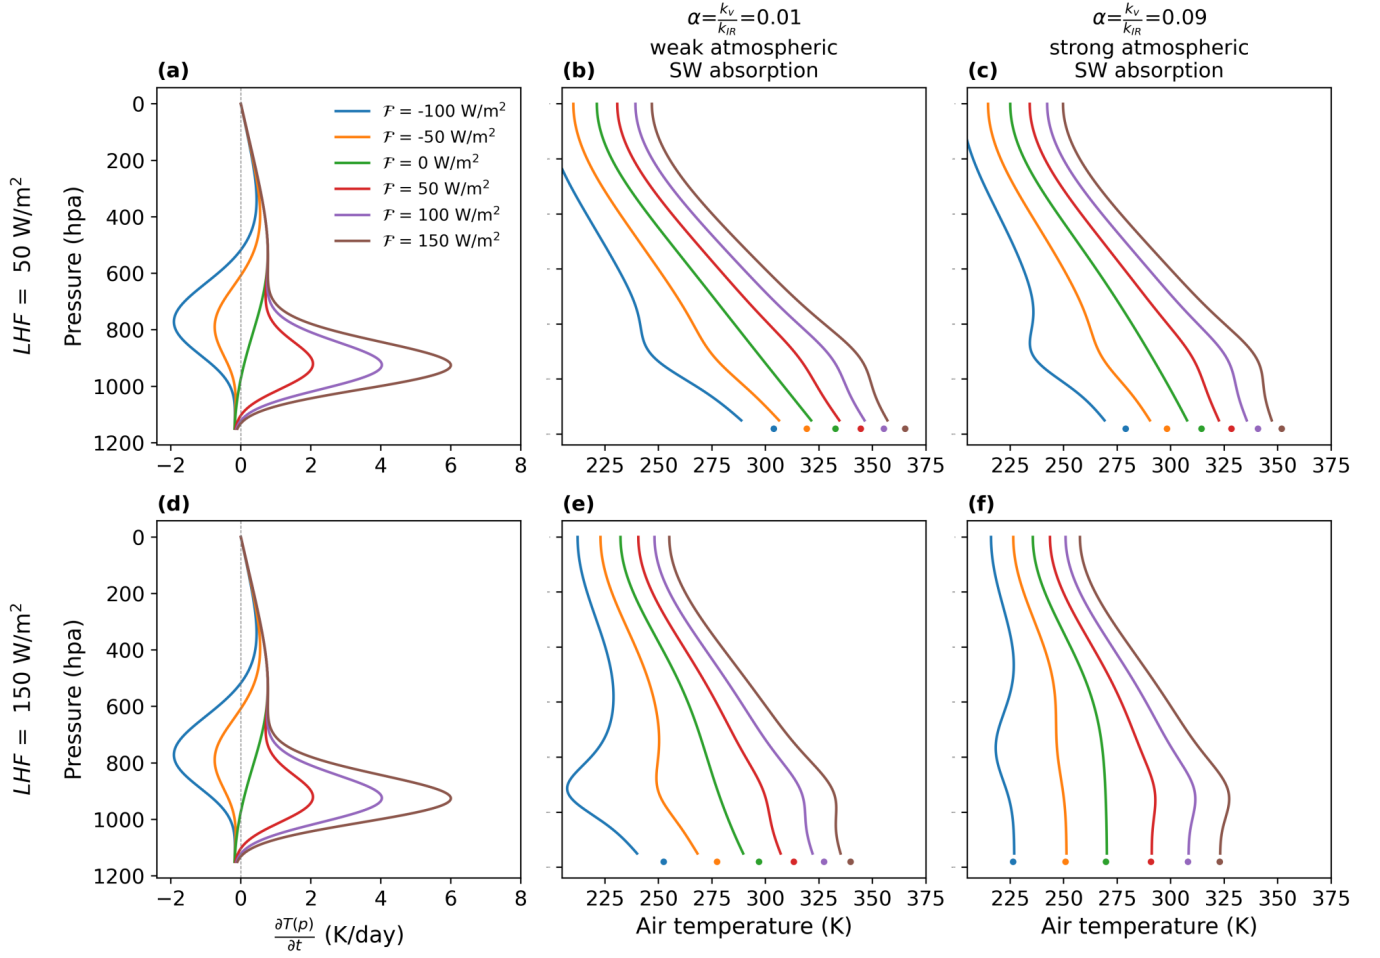 α=k_v/k_IR=0.01
weak atmospheric
SW absorption
α=k_v/k_IR=0.09
strong atmospheric
SW absorption
(a)
(b)
(c)
LHF = 50 W/m²
Pressure (hpa)
0
200
400
600
800
1000
1200
ℱ = -100 W/m²
ℱ = -50 W/m²
ℱ = 0 W/m²
ℱ = 50 W/m²
ℱ = 100 W/m²
ℱ = 150 W/m²
−2 0 2 4 6 8
225 250 275 300 325 350 375
225 250 275 300 325 350 375
(d)
(e)
(f)
LHF = 150 W/m²
Pressure (hpa)
0
200
400
600
800
1000
1200
−2 0 2 4 6 8
225 250 275 300 325 350 375
225 250 275 300 325 350 375
∂T(p)/∂t (K/day)
Air temperature (K)
Air temperature (K)